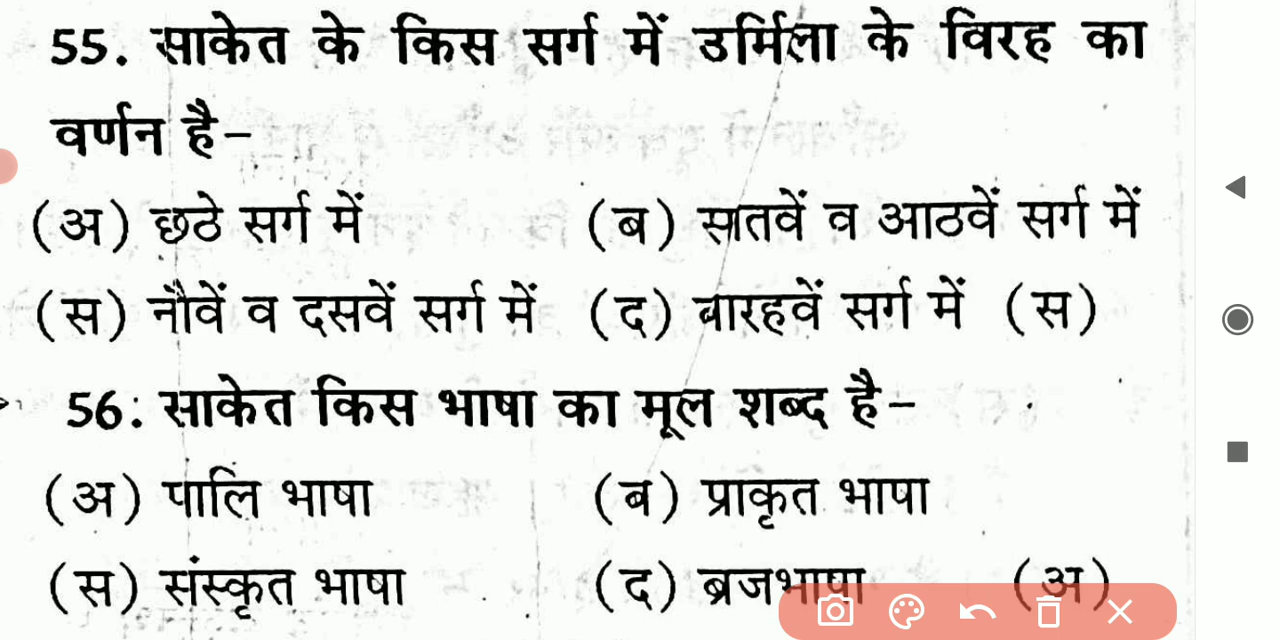 55. साकेत के किस सर्ग में उर्मिला के विरह का
वर्णन है–
(अ) छठे सर्ग में (ब) सातवें व आठवें सर्ग में
(स) नौवें व दसवें सर्ग में (द) बारहवें सर्ग में (स)
56. साकेत किस भाषा का मूल शब्द है–
(अ) पालि भाषा (ब) प्राकृत भाषा
(स) संस्कृत भाषा (द) ब्रजभाषा (अ)